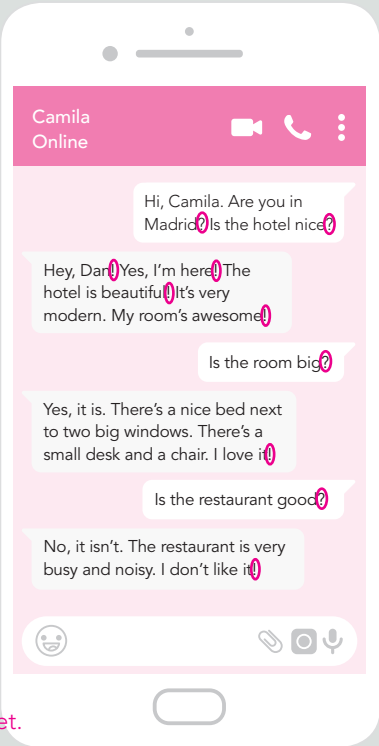 Camila
Online
Hi, Camila. Are you in
Madrid? Is the hotel nice?
Hey, Dan! Yes, I'm here! The
hotel is beautiful! It's very
modern. My room's awesome!
Is the room big?
Yes, it is. There's a nice bed next
to two big windows. There's a
small desk and a chair. I love it!
Is the restaurant good?
No, it isn't. The restaurant is very
busy and noisy. I don't like it!
et.